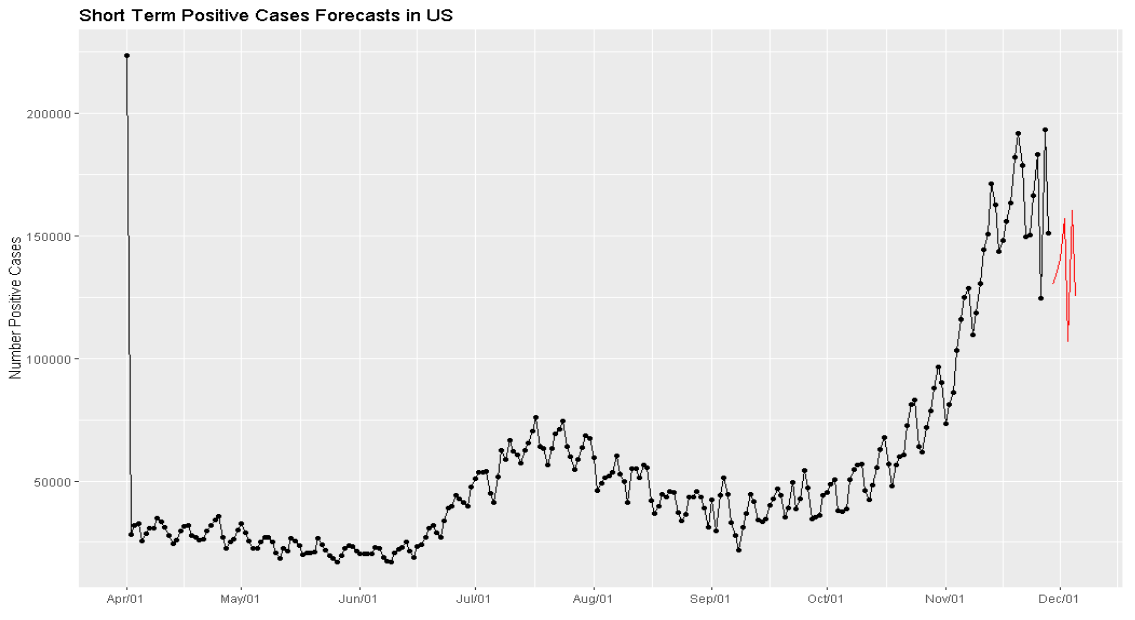 Short Term Positive Cases Forecasts in US
Number Positive Cases
200000
150000
100000
50000
Apr/01 May/01 Jun/01 Jul/01 Aug/01 Sep/01 Oct/01 Nov/01 Dec/01